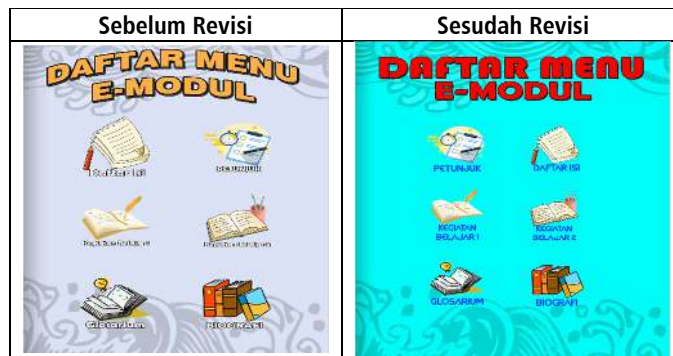 Sebelum Revisi
Sesudah Revisi
DAFTAR MENU
E-MODUL
Daftar Isi
PETUNJUK
Glosarium
BIOGRAFI
DAFTAR MENU
E-MODUL
PETUNJUK
DAFTAR ISI
KEGIATAN
BELAJAR 1
KEGIATAN
BELAJAR 2
GLOSARIUM
BIOGRAFI